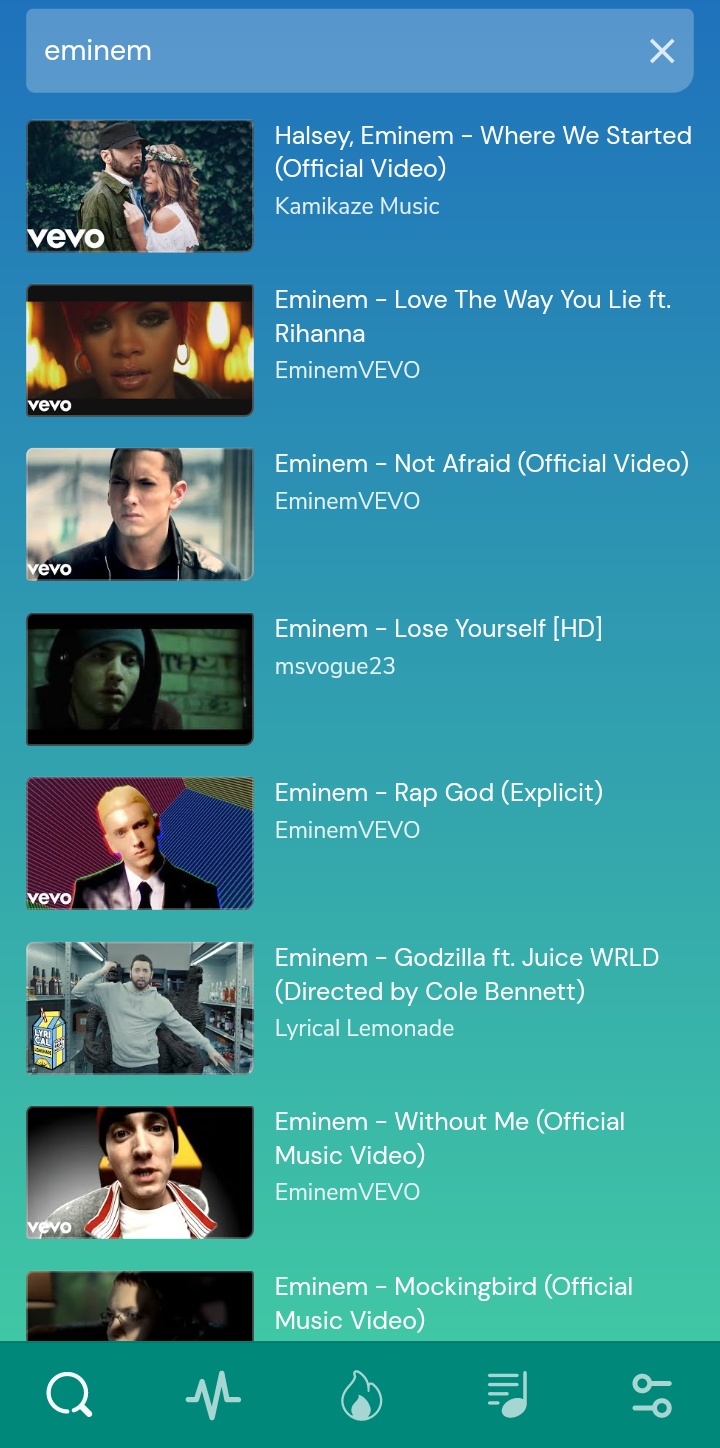 eminem
Halsey, Eminem – Where We Started
(Official Video)
Kamikaze Music
vevo
Eminem – Love The Way You Lie ft.
Rihanna
EminemVEVO
vevo
Eminem – Not Afraid (Official Video)
EminemVEVO
vevo
Eminem – Lose Yourself [HD]
msvogue23
Eminem – Rap God (Explicit)
EminemVEVO
vevo
Eminem – Godzilla ft. Juice WRLD
(Directed by Cole Bennett)
Lyrical Lemonade
LYRI
CAL
LEMONADE
Eminem – Without Me (Official
Music Video)
EminemVEVO
vevo
Eminem – Mockingbird (Official
Music Video)